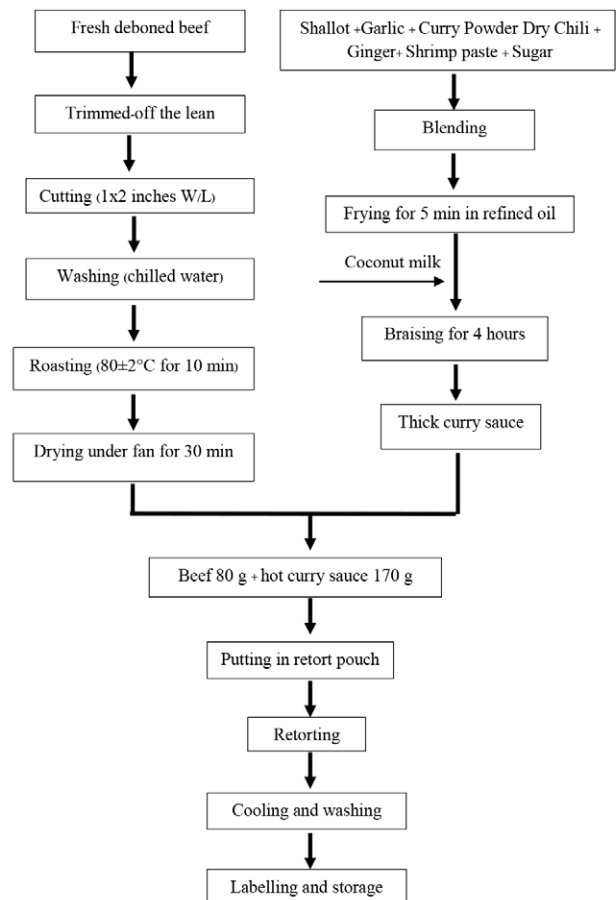 Fresh deboned beef
Trimmed-off the lean
Cutting (1x2 inches W/L)
Washing (chilled water)
Roasting (80±2°C for 10 min)
Drying under fan for 30 min
Shallot +Garlic + Curry Powder Dry Chili +
Ginger+ Shrimp paste + Sugar
Blending
Frying for 5 min in refined oil
Coconut milk
Braising for 4 hours
Thick curry sauce
Beef 80 g + hot curry sauce 170 g
Putting in retort pouch
Retorting
Cooling and washing
Labelling and storage